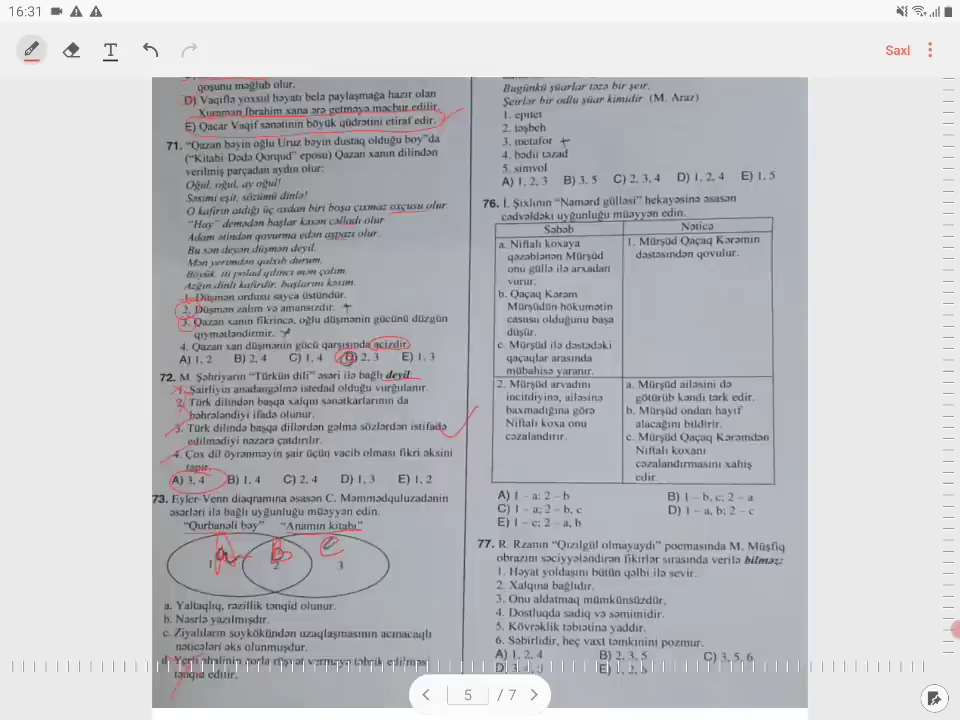 16:31
T
Saxl
qoşunu məğlub olur.
D) Vaqiflə yoxsul həyatı belə paylaşmağa hazır olan
Xuraman İbrahim xana ərə getməyə məcbur edilir.
E) Qacar Vaqif sənətinin böyük qüdrətini etiraf edir.
71. "Qazan bəyin oğlu Uruz bəyin dustaq olduğu boy"da
("Kitabi-Dədə Qorqud" eposu) Qazan xanın dilindən
verilmiş parçadan aydın olur:
Oğul, oğul, ay oğul!
Səsimi eşit, sözümü dinlə!
O kafirin atdığı üç oxdan biri boşa çıxmaz oxçusu olur
"Hay" demədən başlar kəsən cəlladı olur
Adam ətindən qovurma edən aşpazı olur.
Bu sən deyən düşmən deyil.
Mən yerimdən qalxıb durum,
Böyük, iti polad qılıncı mən çalım,
Azğın dinli kafirdir, başlarını kəsim.
1. Düşmən ordusu sayca üstündür.
2. Düşmən zalım və amansızdır.
3. Qazan xanın fikrincə, oğlu düşmənin gücünü düzgün
qiymətləndirmir.
4. Qazan xan düşmənin gücü qarşısında acizdir.
A) 1, 2 B) 2, 4 C) 1, 4 D) 2, 3 E) 1, 3
72. M. Şəhriyarın "Türkün dili" əsəri ilə bağlı deyil.
1. Şairliyin anadangəlmə istedad olduğu vurğulanır.
2. Türk dilindən başqa xalqın sənətkarlarının da
bəhrələndiyi ifadə olunur.
3. Türk dilində başqa dillərdən gəlmə sözlərdən istifadə
edilmədiyi nəzərə çatdırılır.
4. Çox dil öyrənməyin şair üçün vacib olması fikri əksini
tapır.
A) 3, 4 B) 1, 4 C) 2, 4 D) 1, 3 E) 1, 2
73. Eyler-Venn diaqramına əsasən C. Məmmədquluzadənin
əsərləri ilə bağlı uyğunluğu müəyyən edin.
"Qurbanəli bəy" "Anamın kitabı"
A B C
1 2 3
a. Yaltaqlıq, rəzillik tənqid olunur.
b. Nəsrlə yazılmışdır.
c. Ziyalıların soykökündən uzaqlaşmasının acınacaqlı
nəticələri əks olunmuşdur.
tənqid edilir.
Bugünkü şüarlar təzə bir şeir,
Şeirlər bir odlu şüar kimidir (M. Araz)
1. epitet
2. təşbeh
3. metafor
4. bədii təzad
5. simvol
A) 1, 2, 3 B) 3, 5 C) 2, 3, 4 D) 1, 2, 4 E) 1, 5
76. İ. Şıxlının "Namərd gülləsi" hekayəsinə əsasən
cədvəldəki uyğunluğu müəyyən edin.
Səbəb Nəticə
a. Niftalı koxaya
qəzəblənən Mürşüd
onu güllə ilə arxadan
vurur.
b. Qaçaq Kərəm
Mürşüdün hökumətin
casusu olduğunu başa
düşür.
c. Mürşüd ilə dəstədəki
qaçaqlar arasında
mübahisə yaranır.
1. Mürşüd Qaçaq Kərəmin
dəstəsindən qovulur.
2. Mürşüd arvadını
incitdiyinə, ailəsinə
baxmadığına görə
Niftalı koxa onu
cəzalandırır.
a. Mürşüd ailəsini də
götürüb kəndi tərk edir.
b. Mürşüd ondan hayıf
alacağını bildirir.
c. Mürşüd Qaçaq Kərəmdən
Niftalı koxanı
cəzalandırmasını xahiş
edir.
A) 1 – a; 2 – b B) 1 – b, c; 2 – a
C) 1 – a; 2 – b, c D) 1 – a, b; 2 – c
E) 1 – c; 2 – a, b
77. R. Rzanın "Qızılgül olmayaydı" poemasında M. Müşfiq
obrazını səciyyələndirən fikirlər sırasında verilə bilməz:
1. Həyat yoldaşını bütün qəlbi ilə sevir.
2. Xalqına bağlıdır.
3. Onu aldatmaq mümkünsüzdür.
4. Dostluqda sadiq və səmimidir.
5. Kövrəklik təbiətinə yaddır.
6. Səbirlidir, heç vaxt təmkinini pozmur.
A) 1, 2, 4 B) 2, 3, 5 C) 3, 5, 6
5 / 7